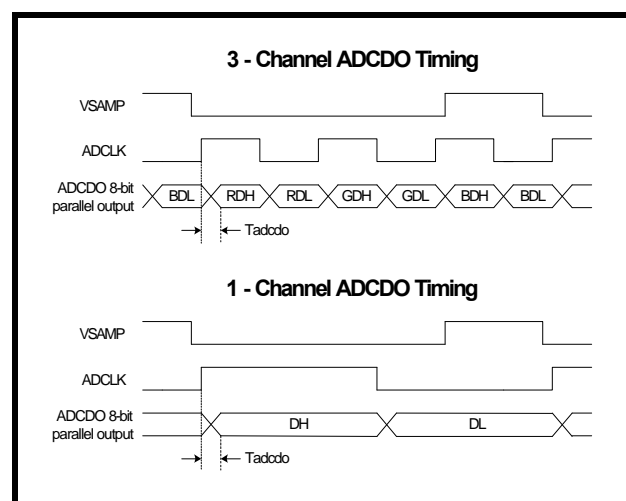 3 - Channel ADCDO Timing
VSAMP
ADCLK
ADCDO 8-bit
parallel output
BDL RDH RDL GDH GDL BDH BDL
Tadcdo
1 - Channel ADCDO Timing
VSAMP
ADCLK
ADCDO 8-bit
parallel output
DH DL
Tadcdo